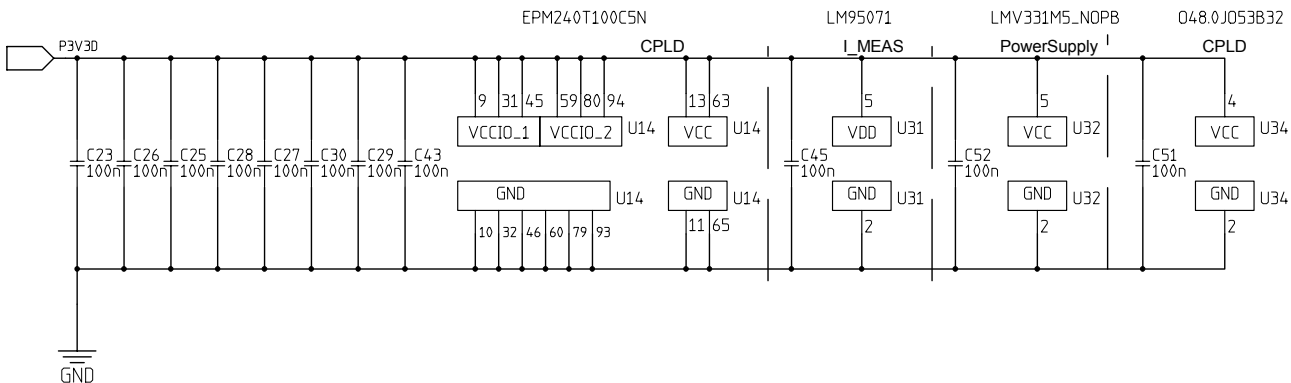 EPM240T100C5N LM95071 LMV331M5_NOPB O48.0JO53B32
P3V3D CPLD I_MEAS PowerSupply CPLD
9 31 45 59 80 94 13 63 5 5 4
VCCIO_1 VCCIO_2 U14 VCC U14 VDD U31 VCC U32 VCC U34
C23 C26 C25 C28 C27 C30 C29 C43 C45 C52 C51
100n 100n 100n 100n 100n 100n 100n 100n 100n 100n 100n
GND U14 GND U14 GND U31 GND U32 GND U34
10 32 46 60 79 93 11 65 2 2 2
GND